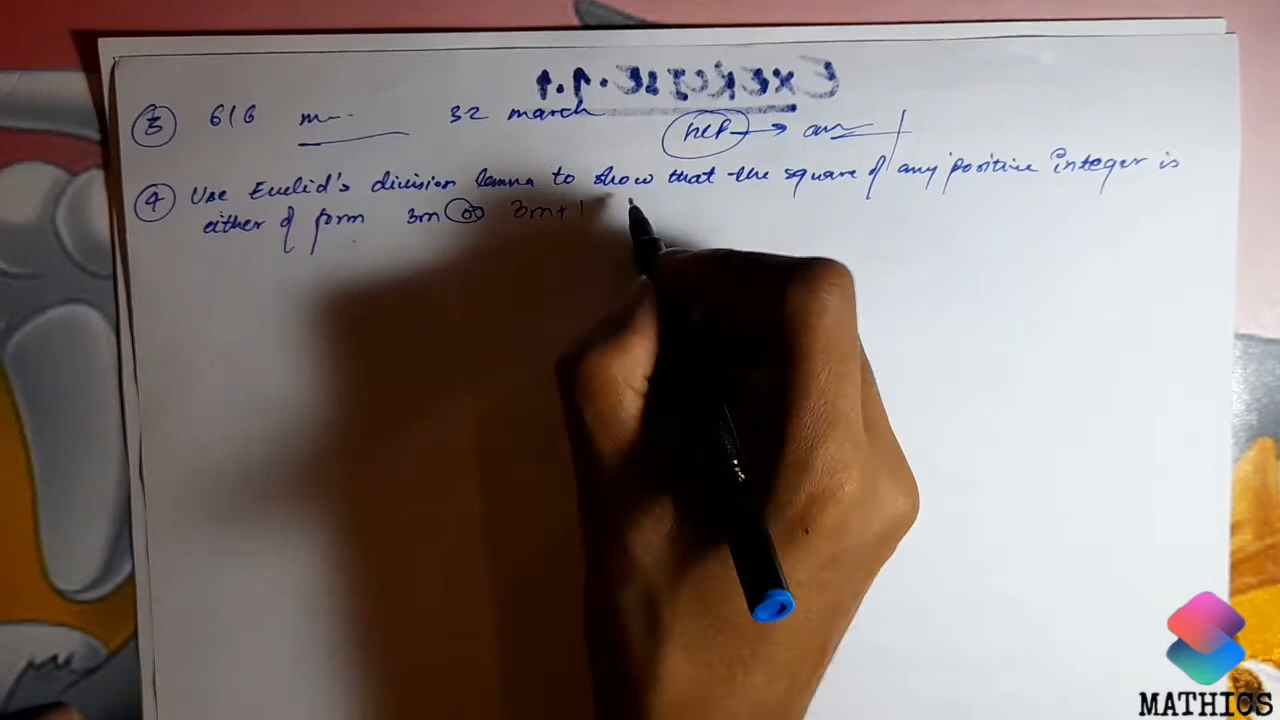 Exercise 1.1
③ 616 m-- 32 march HCF → ans
④ Use Euclid's division lemma to show that the square of any positive Integer is
either of form 3m or 3m+1
MATHICS